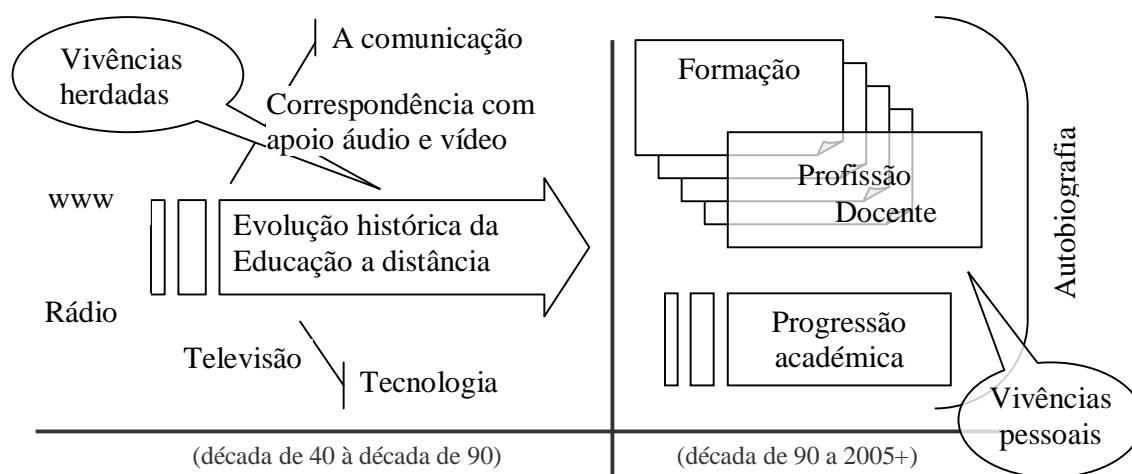 Vivências
herdadas
A comunicação
Correspondência com
apoio áudio e vídeo
www
Evolução histórica da
Educação a distância
Rádio
Televisão
Tecnologia
(década de 40 à década de 90)
Formação
Profissão
Docente
Progressão
académica
Autobiografia
Vivências
pessoais
(década de 90 a 2005+)